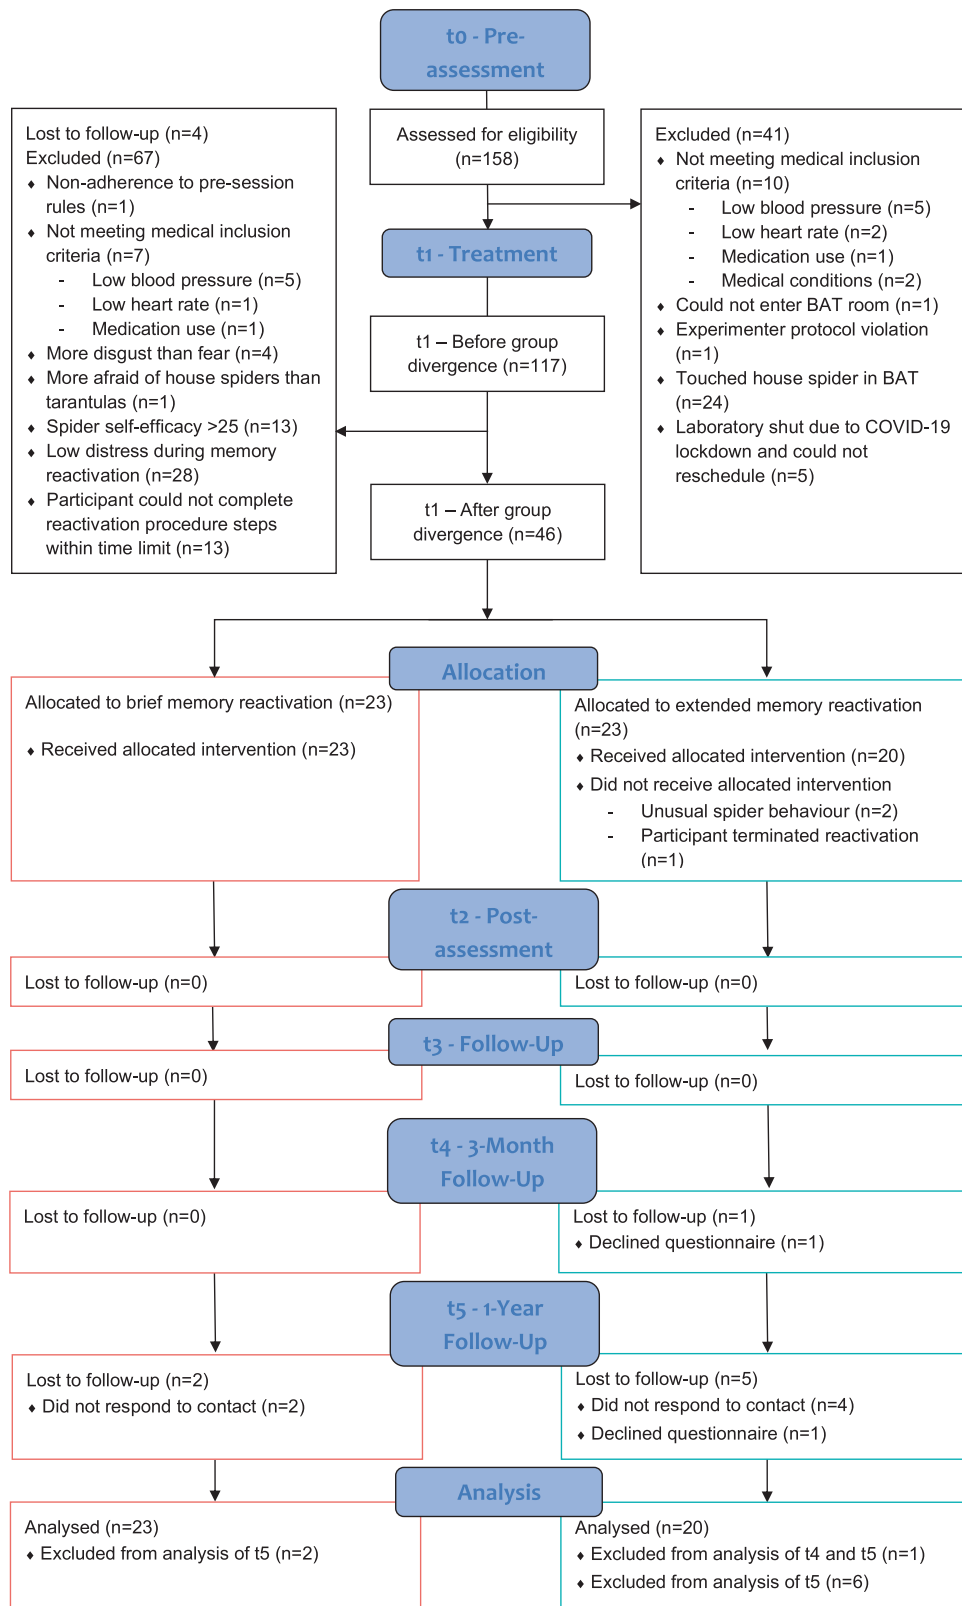 t0 - Pre-
assessment
Assessed for eligibility
(n=158)
Lost to follow-up (n=4)
Excluded (n=67)
♦ Non-adherence to pre-session
rules (n=1)
♦ Not meeting medical inclusion
criteria (n=7)
- Low blood pressure (n=5)
- Low heart rate (n=1)
- Medication use (n=1)
♦ More disgust than fear (n=4)
♦ More afraid of house spiders than
tarantulas (n=1)
♦ Spider self-efficacy >25 (n=13)
♦ Low distress during memory
reactivation (n=28)
♦ Participant could not complete
reactivation procedure steps
within time limit (n=13)
Excluded (n=41)
♦ Not meeting medical inclusion
criteria (n=10)
- Low blood pressure (n=5)
- Low heart rate (n=2)
- Medication use (n=1)
- Medical conditions (n=2)
♦ Could not enter BAT room (n=1)
♦ Experimenter protocol violation
(n=1)
♦ Touched house spider in BAT
(n=24)
♦ Laboratory shut due to COVID-19
lockdown and could not
reschedule (n=5)
t1 - Treatment
t1 – Before group
divergence (n=117)
t1 – After group
divergence (n=46)
Allocation
Allocated to brief memory reactivation (n=23)
♦ Received allocated intervention (n=23)
Allocated to extended memory reactivation
(n=23)
♦ Received allocated intervention (n=20)
♦ Did not receive allocated intervention
- Unusual spider behaviour (n=2)
- Participant terminated reactivation
(n=1)
t2 - Post-
assessment
Lost to follow-up (n=0)
Lost to follow-up (n=0)
t3 - Follow-Up
Lost to follow-up (n=0)
Lost to follow-up (n=0)
t4 - 3-Month
Follow-Up
Lost to follow-up (n=0)
Lost to follow-up (n=1)
♦ Declined questionnaire (n=1)
t5 - 1-Year
Follow-Up
Lost to follow-up (n=2)
♦ Did not respond to contact (n=2)
Lost to follow-up (n=5)
♦ Did not respond to contact (n=4)
♦ Declined questionnaire (n=1)
Analysis
Analysed (n=23)
♦ Excluded from analysis of t5 (n=2)
Analysed (n=20)
♦ Excluded from analysis of t4 and t5 (n=1)
♦ Excluded from analysis of t5 (n=6)